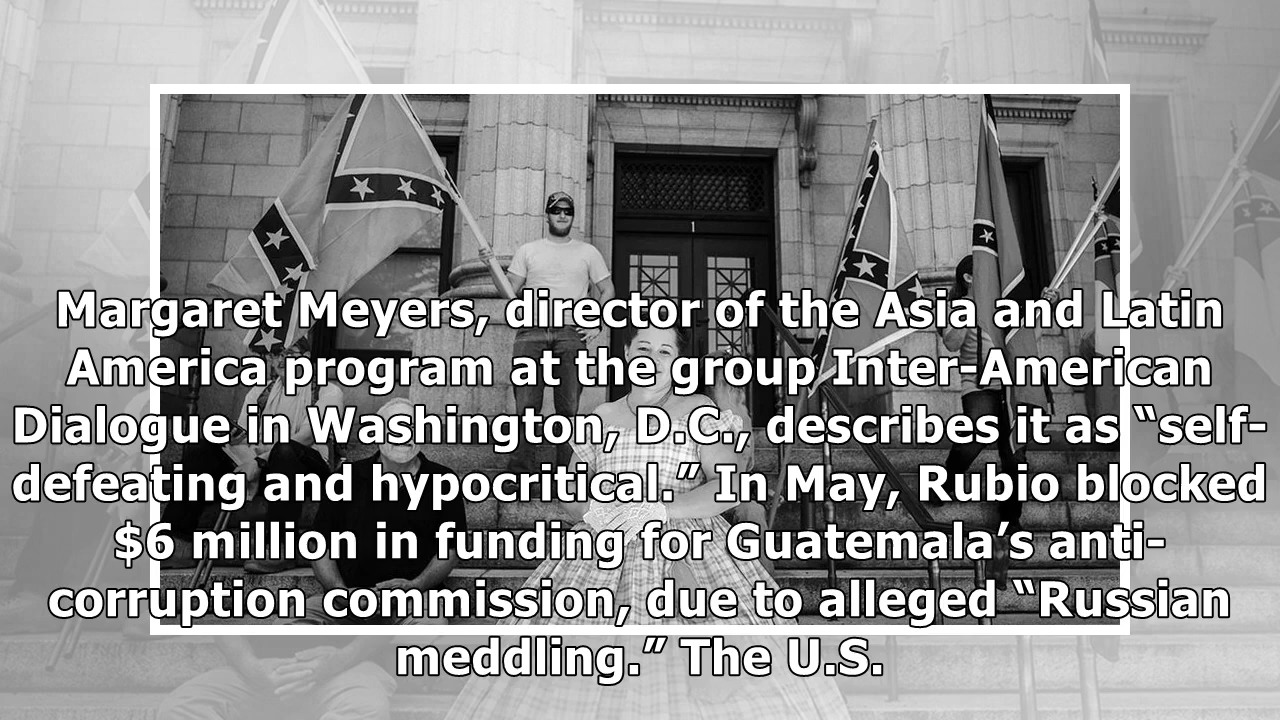 Margaret Meyers, director of the Asia and Latin
America program at the group Inter-American
Dialogue in Washington, D.C., describes it as “self-
defeating and hypocritical.” In May, Rubio blocked
$6 million in funding for Guatemala’s anti-
corruption commission, due to alleged “Russian
meddling.” The U.S.